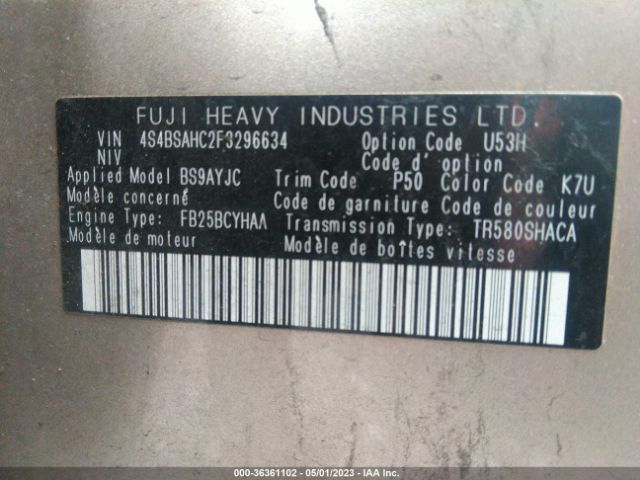 FUJI HEAVY INDUSTRIES LTD.
VIN 4S4BSAHC2F3296634 Option Code U53H
NIV Code d'option
Applied Model BS9AYJC Trim Code P50 Color Code K7U
Modèle concerné Code de garniture Code de couleur
Engine Type: FB25BCYHAA Transmission Type: TR580SHACA
Modèle de moteur Modèle de boîtes vitesse
000-36361102 - 05/01/2023 - IAA Inc.